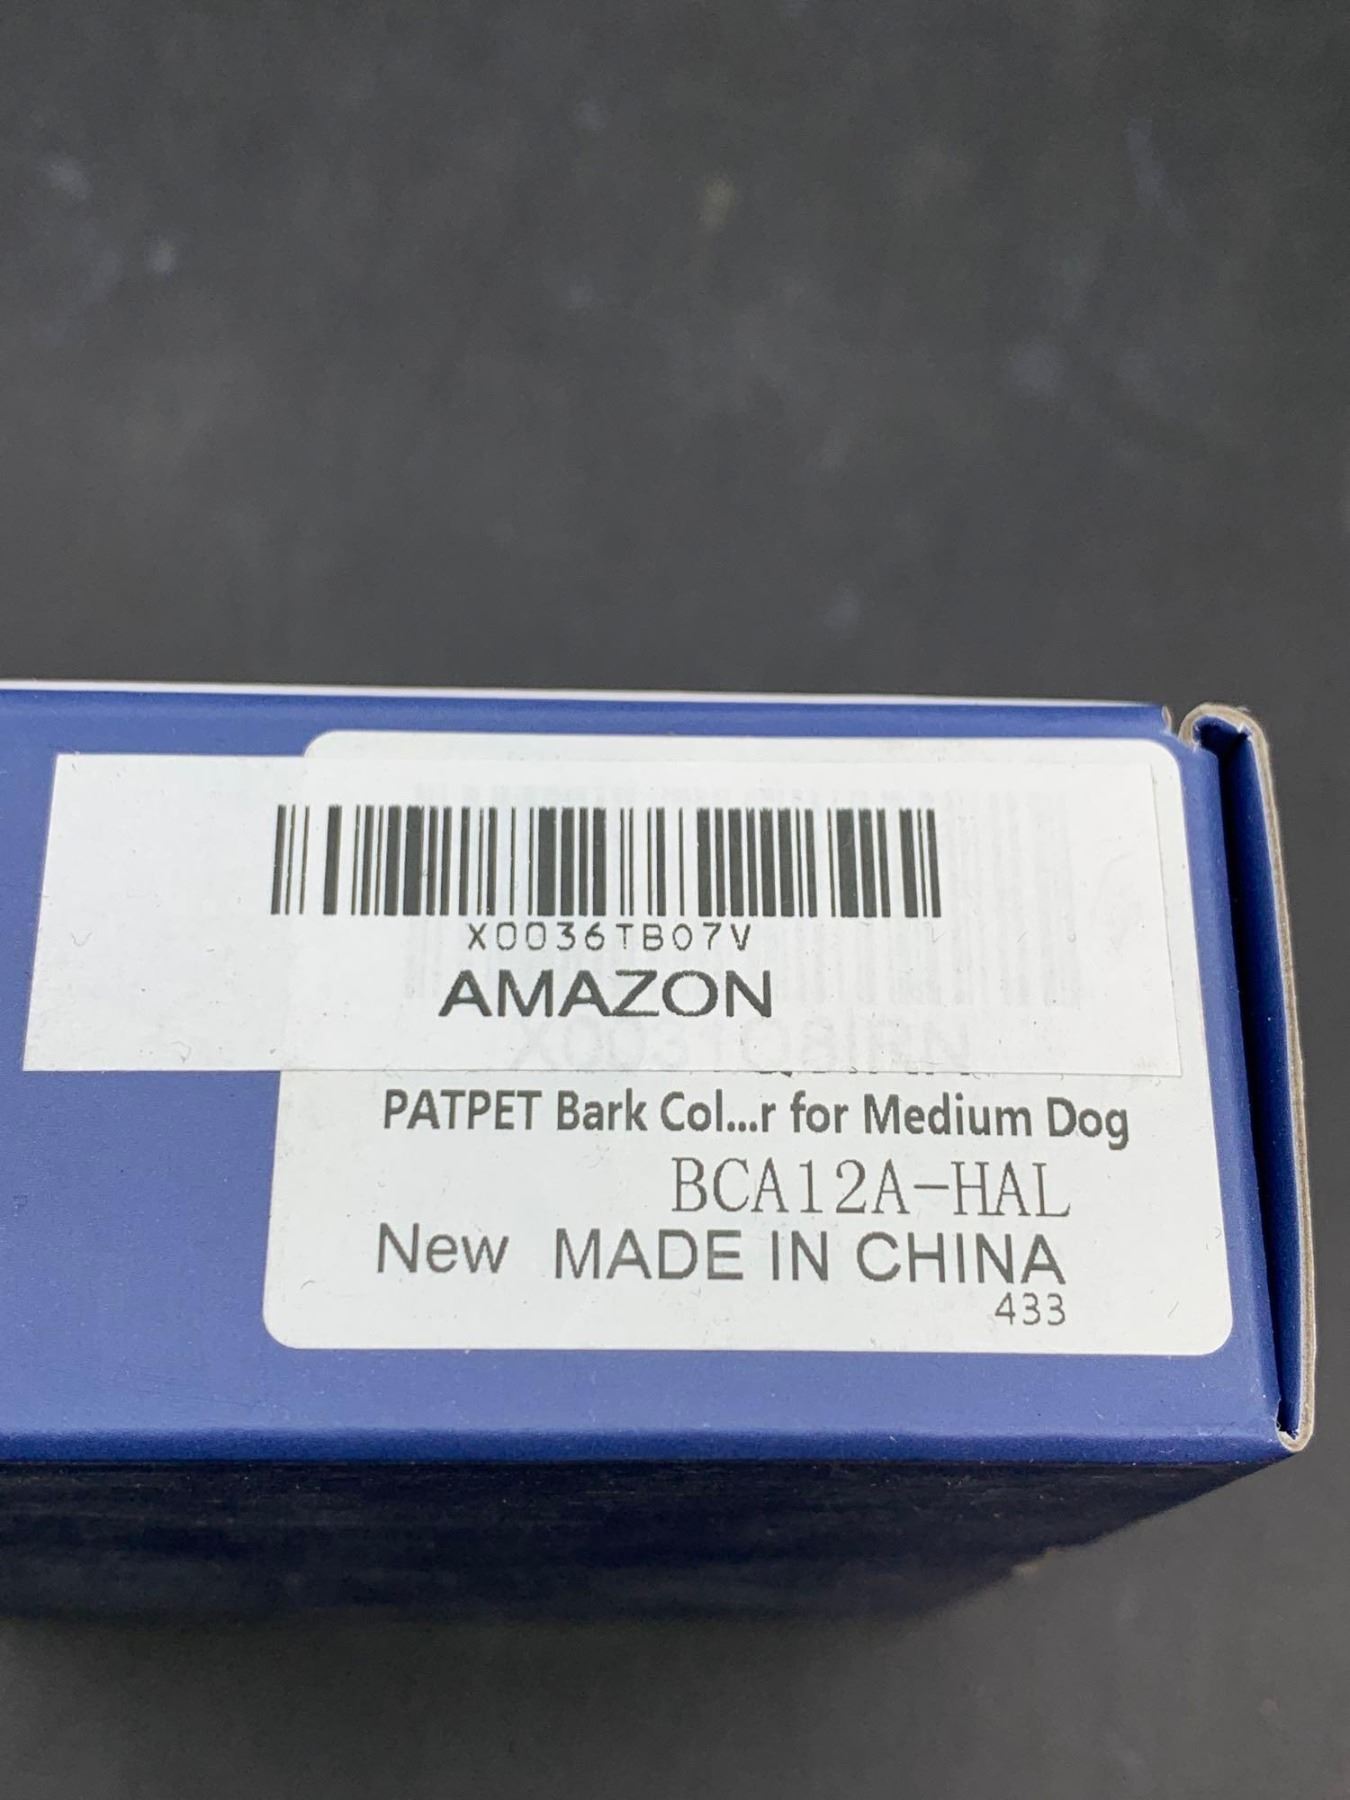 X0036TB07V
AMAZON
PATPET Bark Col...r for Medium Dog
BCA12A-HAL
New MADE IN CHINA
433